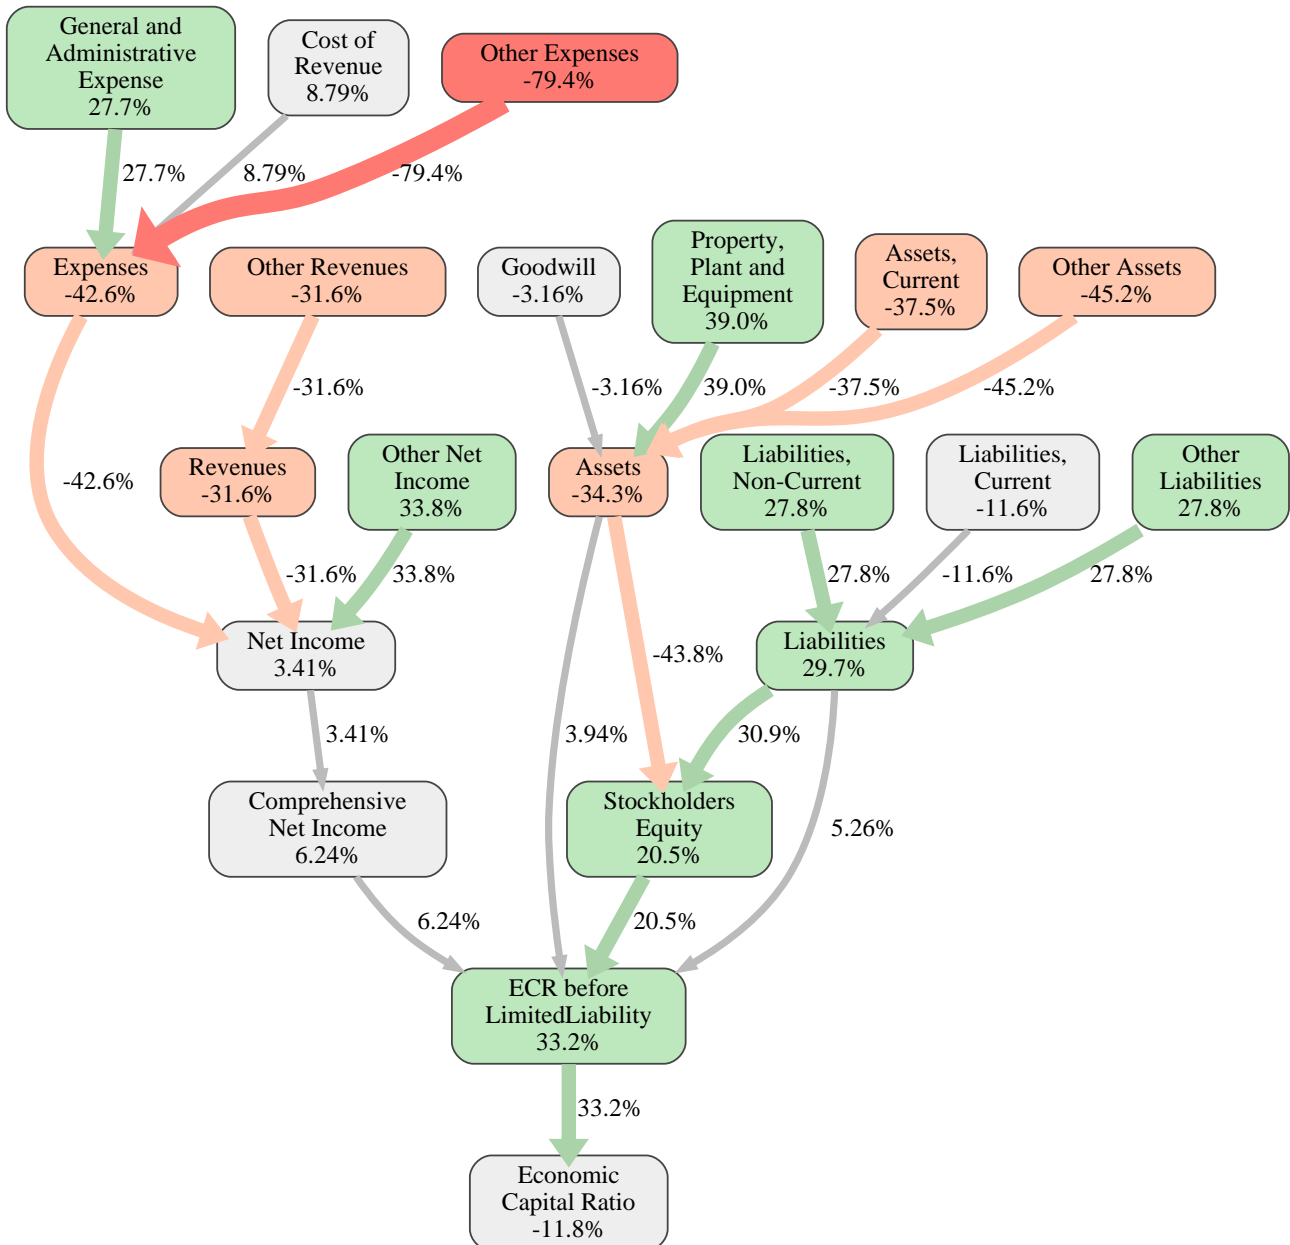 General and
Administrative
Expense
27.7%
Cost of
Revenue
8.79%
Other Expenses
-79.4%
27.7%
8.79%
-79.4%
Expenses
-42.6%
Other Revenues
-31.6%
Goodwill
-3.16%
Property,
Plant and
Equipment
39.0%
Assets,
Current
-37.5%
Other Assets
-45.2%
-31.6%
-3.16%
39.0%
-37.5%
-45.2%
-42.6%
Revenues
-31.6%
Other Net
Income
33.8%
Assets
-34.3%
Liabilities,
Non-Current
27.8%
Liabilities,
Current
-11.6%
Other
Liabilities
27.8%
-31.6%
33.8%
27.8%
-11.6%
27.8%
Net Income
3.41%
-43.8%
Liabilities
29.7%
3.41%
3.94%
30.9%
Comprehensive
Net Income
6.24%
Stockholders
Equity
20.5%
5.26%
6.24%
20.5%
ECR before
LimitedLiability
33.2%
33.2%
Economic
Capital Ratio
-11.8%